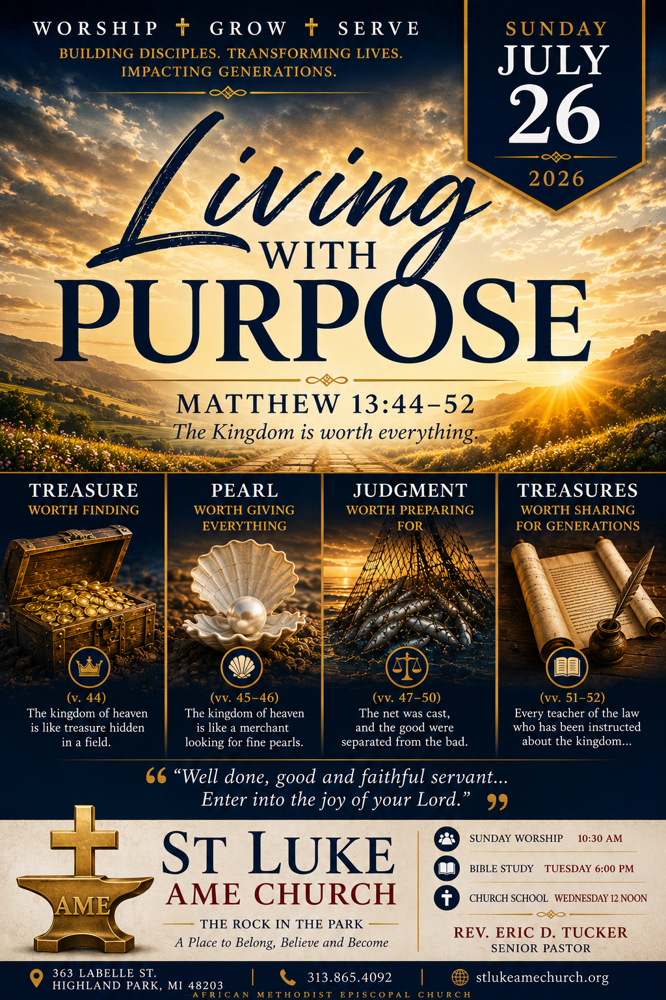 WORSHIP ✝ GROW ✝ SERVE
BUILDING DISCIPLES. TRANSFORMING LIVES.
IMPACTING GENERATIONS.
SUNDAY
JULY
26
2026
Living
WITH
PURPOSE
MATTHEW 13:44–52
The Kingdom is worth everything.
TREASURE
WORTH FINDING
(v. 44)
The kingdom of heaven
is like treasure hidden
in a field.
PEARL
WORTH GIVING
EVERYTHING
(vv. 45–46)
The kingdom of heaven
is like a merchant
looking for fine pearls.
JUDGMENT
WORTH PREPARING
FOR
(vv. 47–50)
The net was cast,
and the good were
separated from the bad.
TREASURES
WORTH SHARING
FOR GENERATIONS
(vv. 51–52)
Every teacher of the law
who has been instructed
about the kingdom...
“ “Well done, good and faithful servant...
Enter into the joy of your Lord.” ”
AME
ST LUKE
AME CHURCH
THE ROCK IN THE PARK
A Place to Belong, Believe and Become
SUNDAY WORSHIP 10:30 AM
BIBLE STUDY TUESDAY 6:00 PM
CHURCH SCHOOL WEDNESDAY 12 NOON
REV. ERIC D. TUCKER
SENIOR PASTOR
363 LABELLE ST.
HIGHLAND PARK, MI 48203
313.865.4092
stlukeamechurch.org
AFRICAN METHODIST EPISCOPAL CHURCH